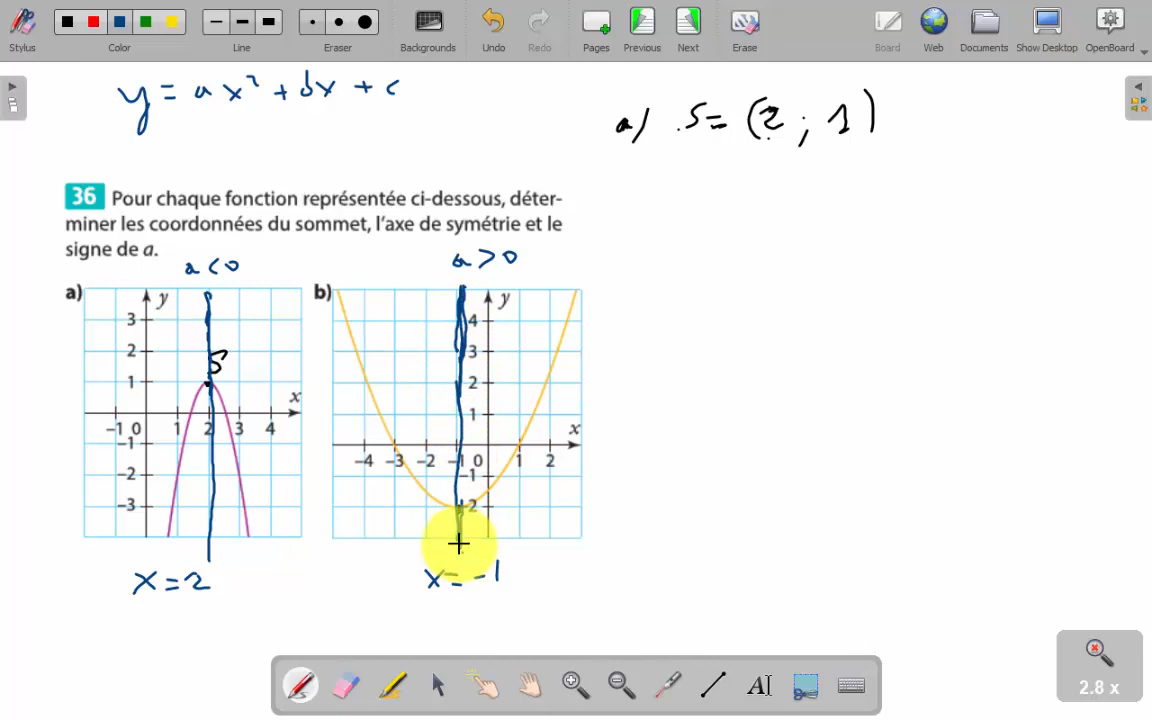 Stylus
Color
Line
Eraser
Backgrounds
Undo
Redo
Pages
Previous
Next
Erase
Board
Web
Documents
Show Desktop
OpenBoard
y = ax² + bx + c
a) S = (2 ; 1)
36 Pour chaque fonction représentée ci-dessous, déter-
miner les coordonnées du sommet, l'axe de symétrie et le
signe de a.
a < 0
a > 0
a)
y
3
2
1
S
x
-1 0 1 2 3 4
-1
-2
-3
b)
y
4
3
2
1
x
-4 -3 -2 -1 0 1 2
-1
-2
x = 2
x = -1
2.8 x
AI